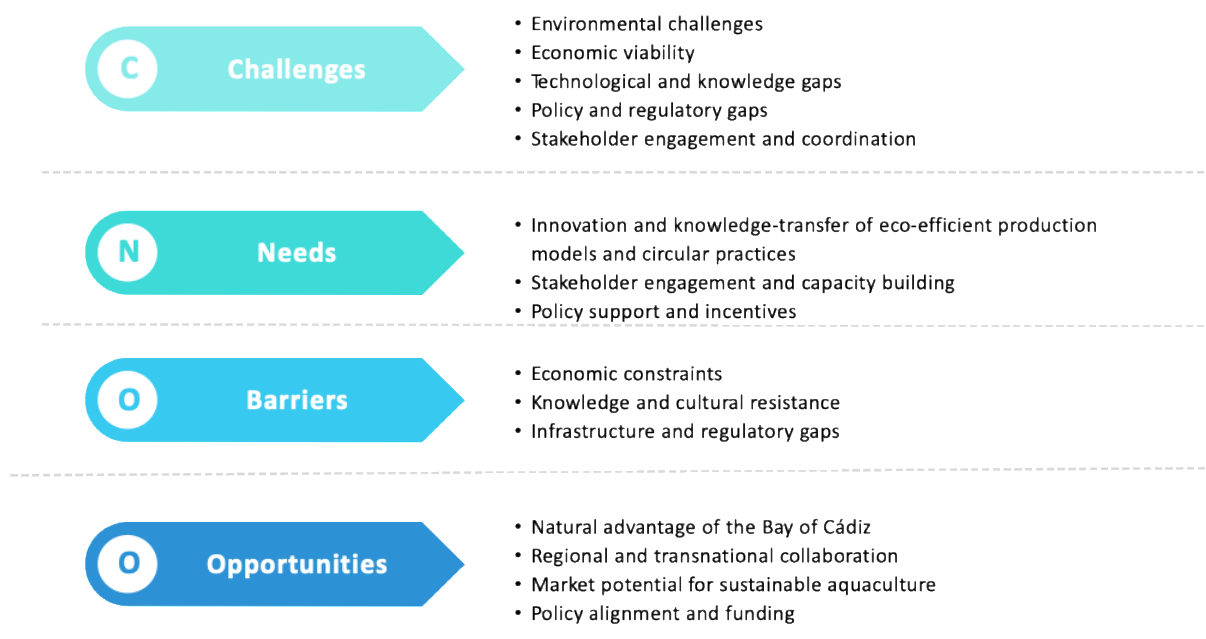 C Challenges
• Environmental challenges
• Economic viability
• Technological and knowledge gaps
• Policy and regulatory gaps
• Stakeholder engagement and coordination
N Needs
• Innovation and knowledge-transfer of eco-efficient production
models and circular practices
• Stakeholder engagement and capacity building
• Policy support and incentives
O Barriers
• Economic constraints
• Knowledge and cultural resistance
• Infrastructure and regulatory gaps
O Opportunities
• Natural advantage of the Bay of Cádiz
• Regional and transnational collaboration
• Market potential for sustainable aquaculture
• Policy alignment and funding